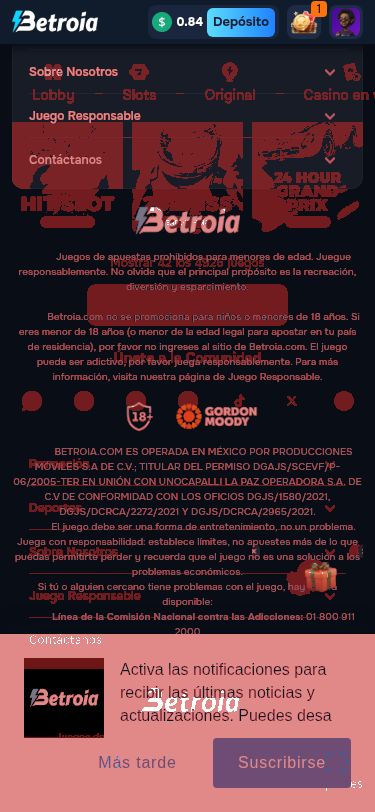 Betroia
0.84
Depósito
1
Sobre Nosotros
Lobby
Slots
Original
Casino en
Juego Responsable
Contáctanos
24 HOUR
GRAND
PRIX
HIT SLOT
Betroia
Juegos de apuestas prohibidos para menores de edad. Juegue
responsablemente. No olvide que el principal propósito es la recreación,
diversión y esparcimiento.
Betroia.com no se promociona para niños o menores de 18 años. Si
eres menor de 18 años (o menor de la edad legal para apostar en tu país
de residencia), por favor no ingreses al sitio de Betroia.com. El juego
puede ser adictivo, por favor juega responsablemente. Para más
información, visita nuestra página de Juego Responsable.
Únete a la Comunidad
18+
GORDON
MOODY
BETROIA.COM ES OPERADA EN MÉXICO POR PRODUCCIONES
MÓVILES S.A DE C.V.; TITULAR DEL PERMISO DGAJS/SCEVF/P-
06/2005-TER EN UNIÓN CON UNOCAPALLI LA PAZ OPERADORA S.A. DE
C.V DE CONFORMIDAD CON LOS OFICIOS DGJS/1580/2021,
DGJS/DCRCA/2272/2021 Y DGJS/DCRCA/2965/2021.
El juego debe ser una forma de entretenimiento, no un problema.
Juega con responsabilidad: establece límites, no apuestes más de lo que
puedas permitirte perder y recuerda que el juego no es una solución a los
problemas económicos.
Si tú o alguien cercano tiene problemas con el juego, hay
disponible:
Línea de la Comisión Nacional contra las Adicciones: 01 800 911
2000
Deportes
Sobre Nosotros
Juego Responsable
Contáctanos
Betroia
Activa las notificaciones para
recibir las últimas noticias y
actualizaciones. Puedes desa
Betroia
Más tarde
Suscribirse